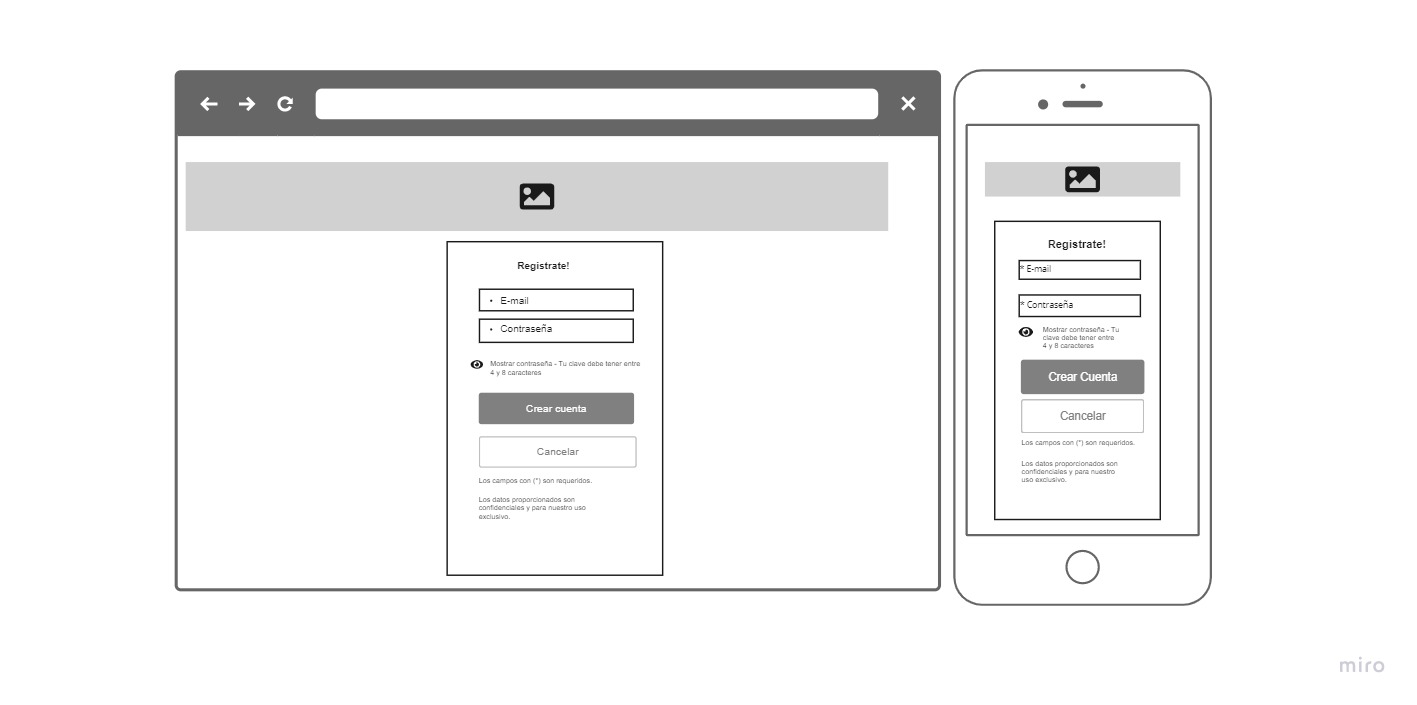 Registrate!
• E-mail
• Contraseña
Mostrar contraseña - Tu clave debe tener entre
4 y 8 caracteres
Crear cuenta
Cancelar
Los campos con (*) son requeridos.
Los datos proporcionados son
confidenciales y para nuestro uso
exclusivo.
Registrate!
* E-mail
* Contraseña
Mostrar contraseña - Tu
clave debe tener entre
4 y 8 caracteres
Crear Cuenta
Cancelar
Los campos con (*) son requeridos.
Los datos proporcionados son
confidenciales y para nuestro
uso exclusivo.
miro